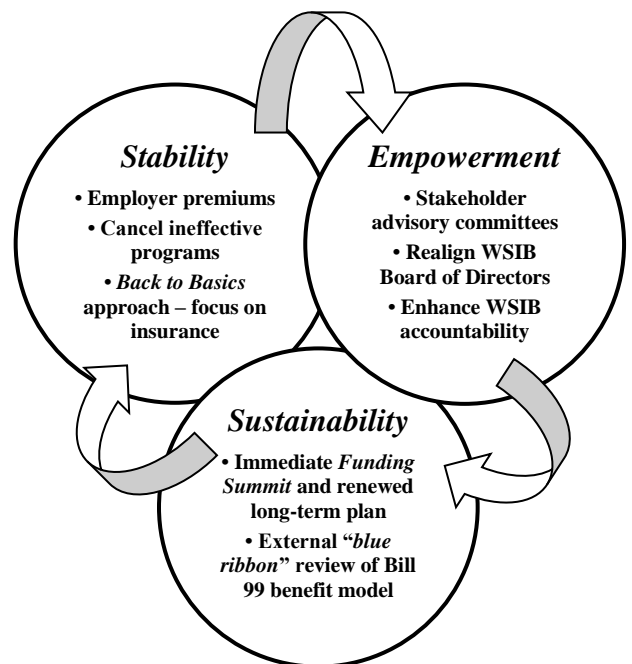 Stability
• Employer premiums
• Cancel ineffective
programs
• Back to Basics
approach – focus on
insurance
Empowerment
• Stakeholder
advisory committees
• Realign WSIB
Board of Directors
• Enhance WSIB
accountability
Sustainability
• Immediate Funding
Summit and renewed
long-term plan
• External “blue
ribbon” review of Bill
99 benefit model